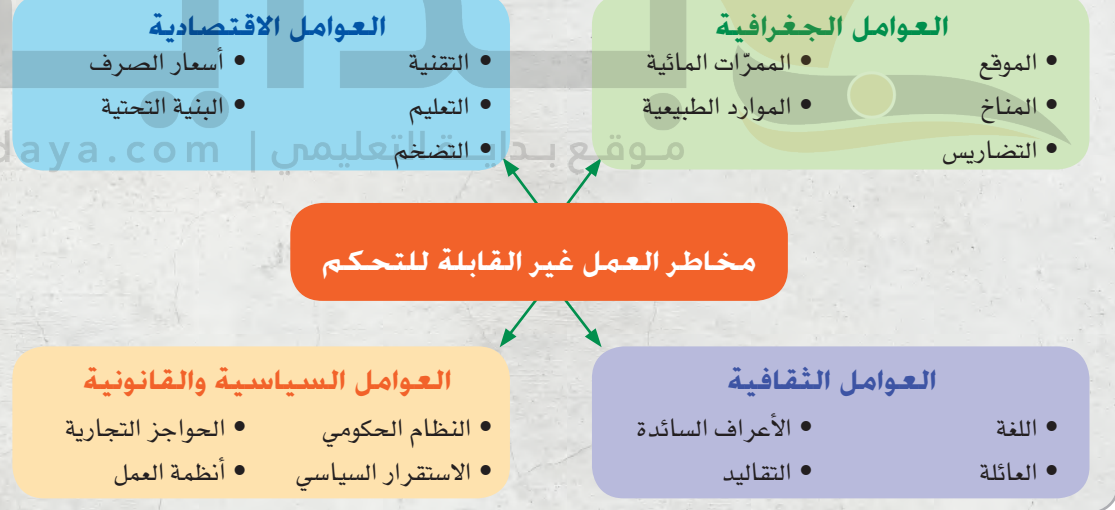 العوامل الجغرافية
• الموقع
• المناخ
• التضاريس
• الممرّات المائية
• الموارد الطبيعية
العوامل الاقتصادية
• التقنية
• التعليم
• التضخم
• أسعار الصرف
• البنية التحتية
موقع بداية التعليمي | daya.com
مخاطر العمل غير القابلة للتحكم
العوامل الثقافية
• اللغة
• العائلة
• الأعراف السائدة
• التقاليد
العوامل السياسية والقانونية
• النظام الحكومي
• الاستقرار السياسي
• الحواجز التجارية
• أنظمة العمل